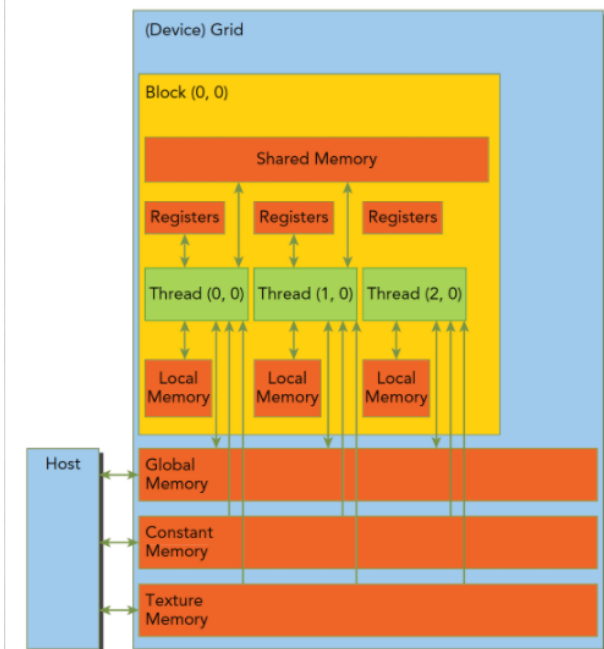 (Device) Grid
Block (0, 0)
Shared Memory
Registers
Registers
Registers
Thread (0, 0)
Thread (1, 0)
Thread (2, 0)
Local
Memory
Local
Memory
Local
Memory
Host
Global
Memory
Constant
Memory
Texture
Memory